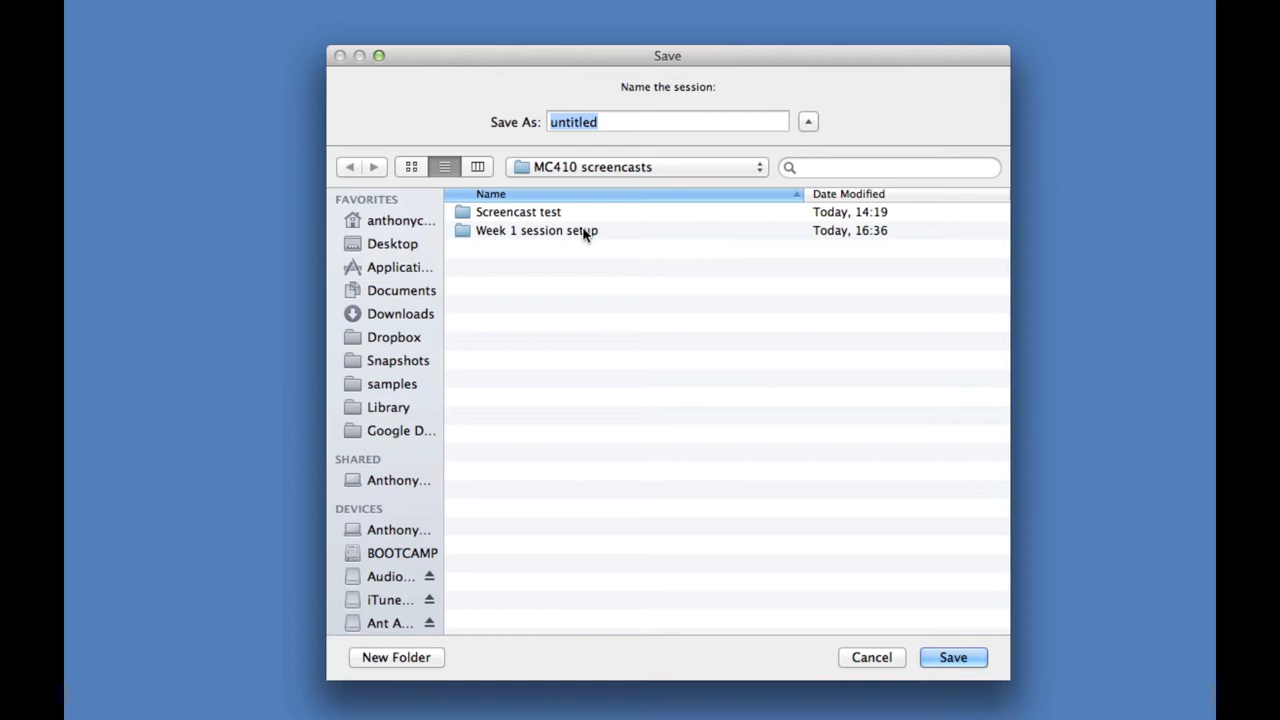 Save
Name the session:
Save As: untitled
MC410 screencasts
FAVORITES
anthonyc...
Desktop
Applicati...
Documents
Downloads
Dropbox
Snapshots
samples
Library
Google D...
SHARED
Anthony...
DEVICES
Anthony...
BOOTCAMP
Audio...
iTune...
Ant A...
Name Date Modified
Screencast test Today, 14:19
Week 1 session setup Today, 16:36
New Folder Cancel Save